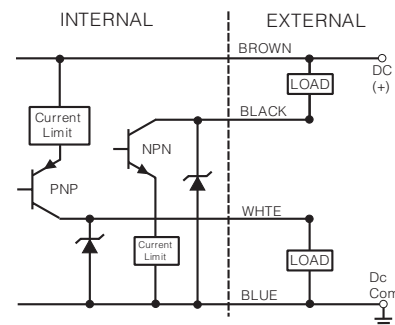 INTERNAL
EXTERNAL
BROWN
DC
(+)
LOAD
BLACK
Current
Limit
NPN
PNP
WHTE
Current
Limit
LOAD
Dc
Com
BLUE